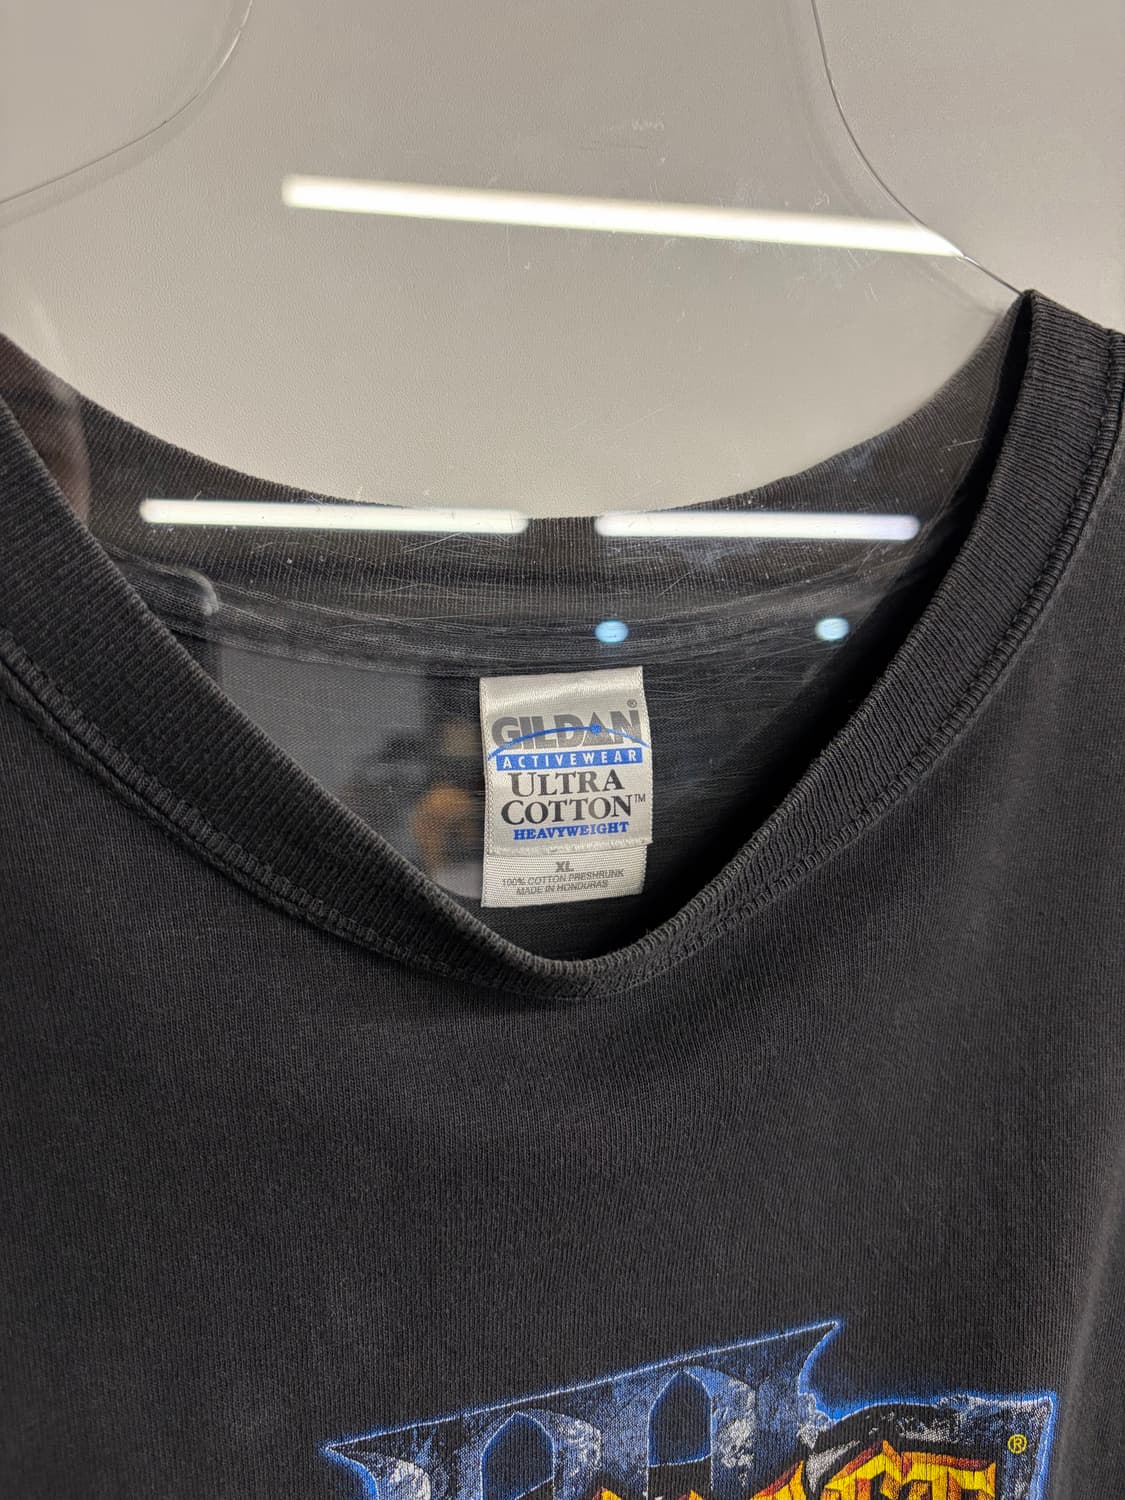 GILDAN®
ACTIVEWEAR
ULTRA
COTTON™
HEAVYWEIGHT
XL
100% COTTON PRESHRUNK
MADE IN HONDURAS
®